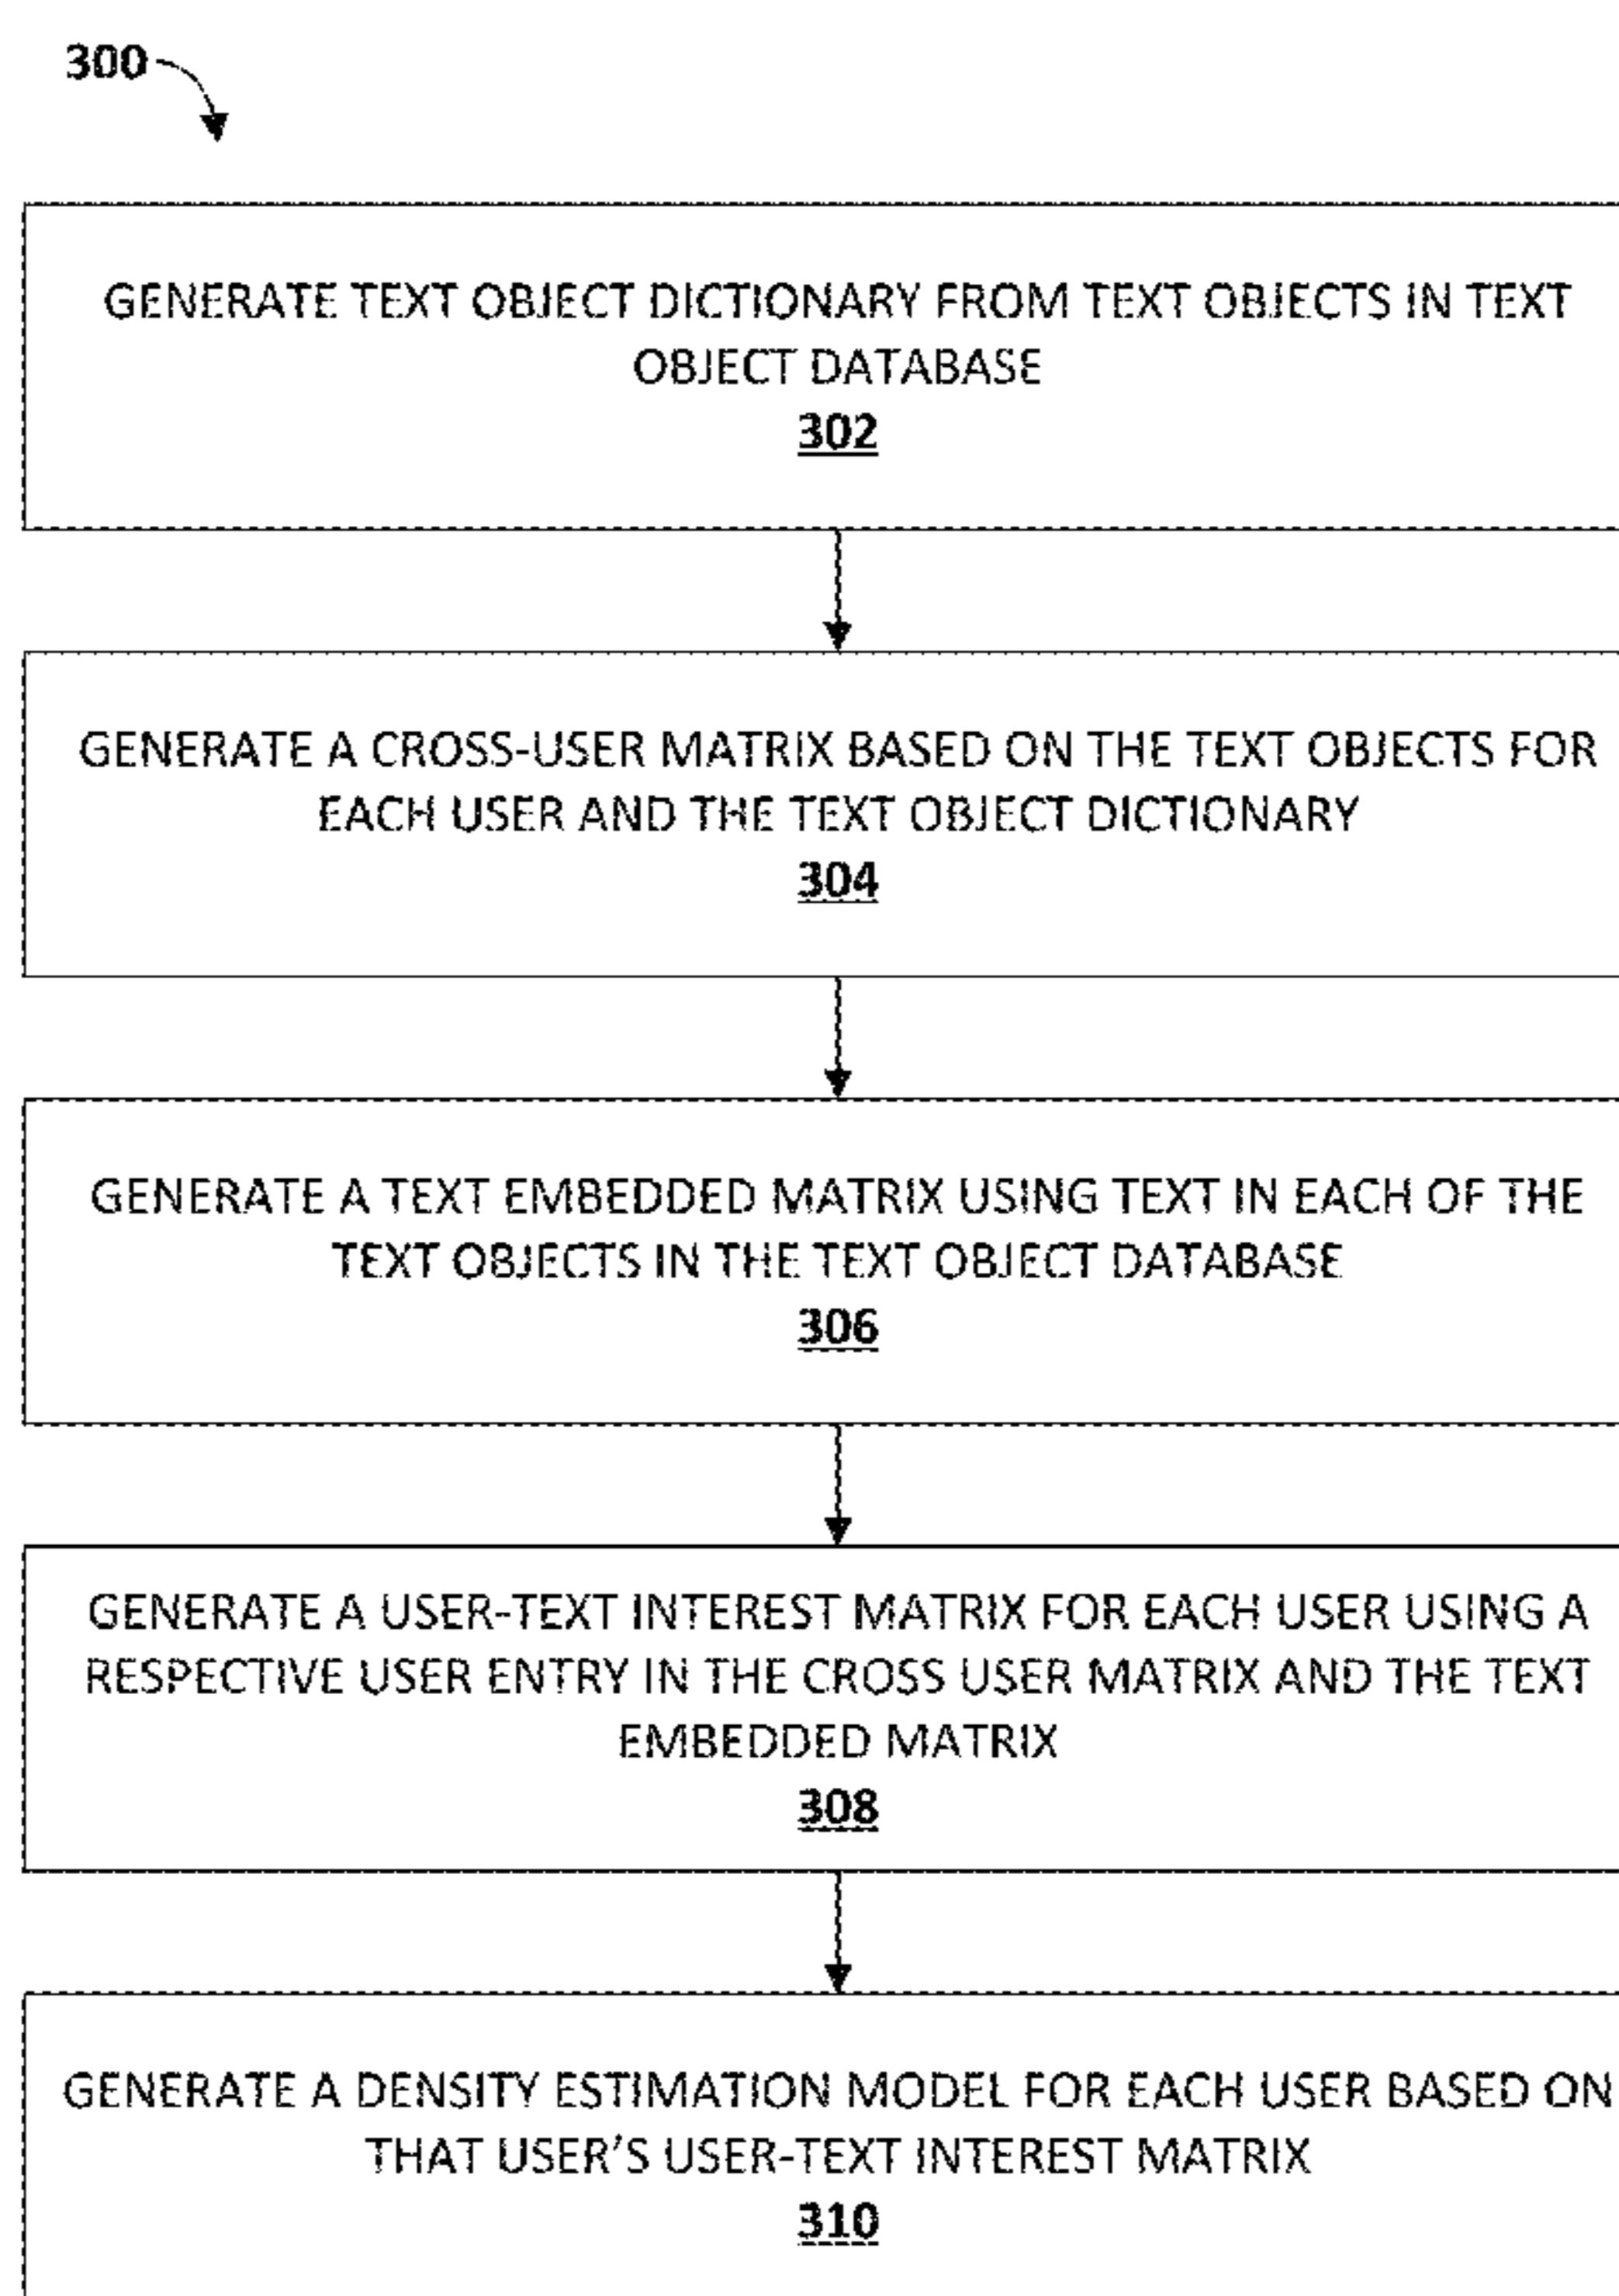 300
GENERATE TEXT OBJECT DICTIONARY FROM TEXT OBJECTS IN TEXT
OBJECT DATABASE
302
GENERATE A CROSS-USER MATRIX BASED ON THE TEXT OBJECTS FOR
EACH USER AND THE TEXT OBJECT DICTIONARY
304
GENERATE A TEXT EMBEDDED MATRIX USING TEXT IN EACH OF THE
TEXT OBJECTS IN THE TEXT OBJECT DATABASE
306
GENERATE A USER-TEXT INTEREST MATRIX FOR EACH USER USING A
RESPECTIVE USER ENTRY IN THE CROSS USER MATRIX AND THE TEXT
EMBEDDED MATRIX
308
GENERATE A DENSITY ESTIMATION MODEL FOR EACH USER BASED ON
THAT USER'S USER-TEXT INTEREST MATRIX
310